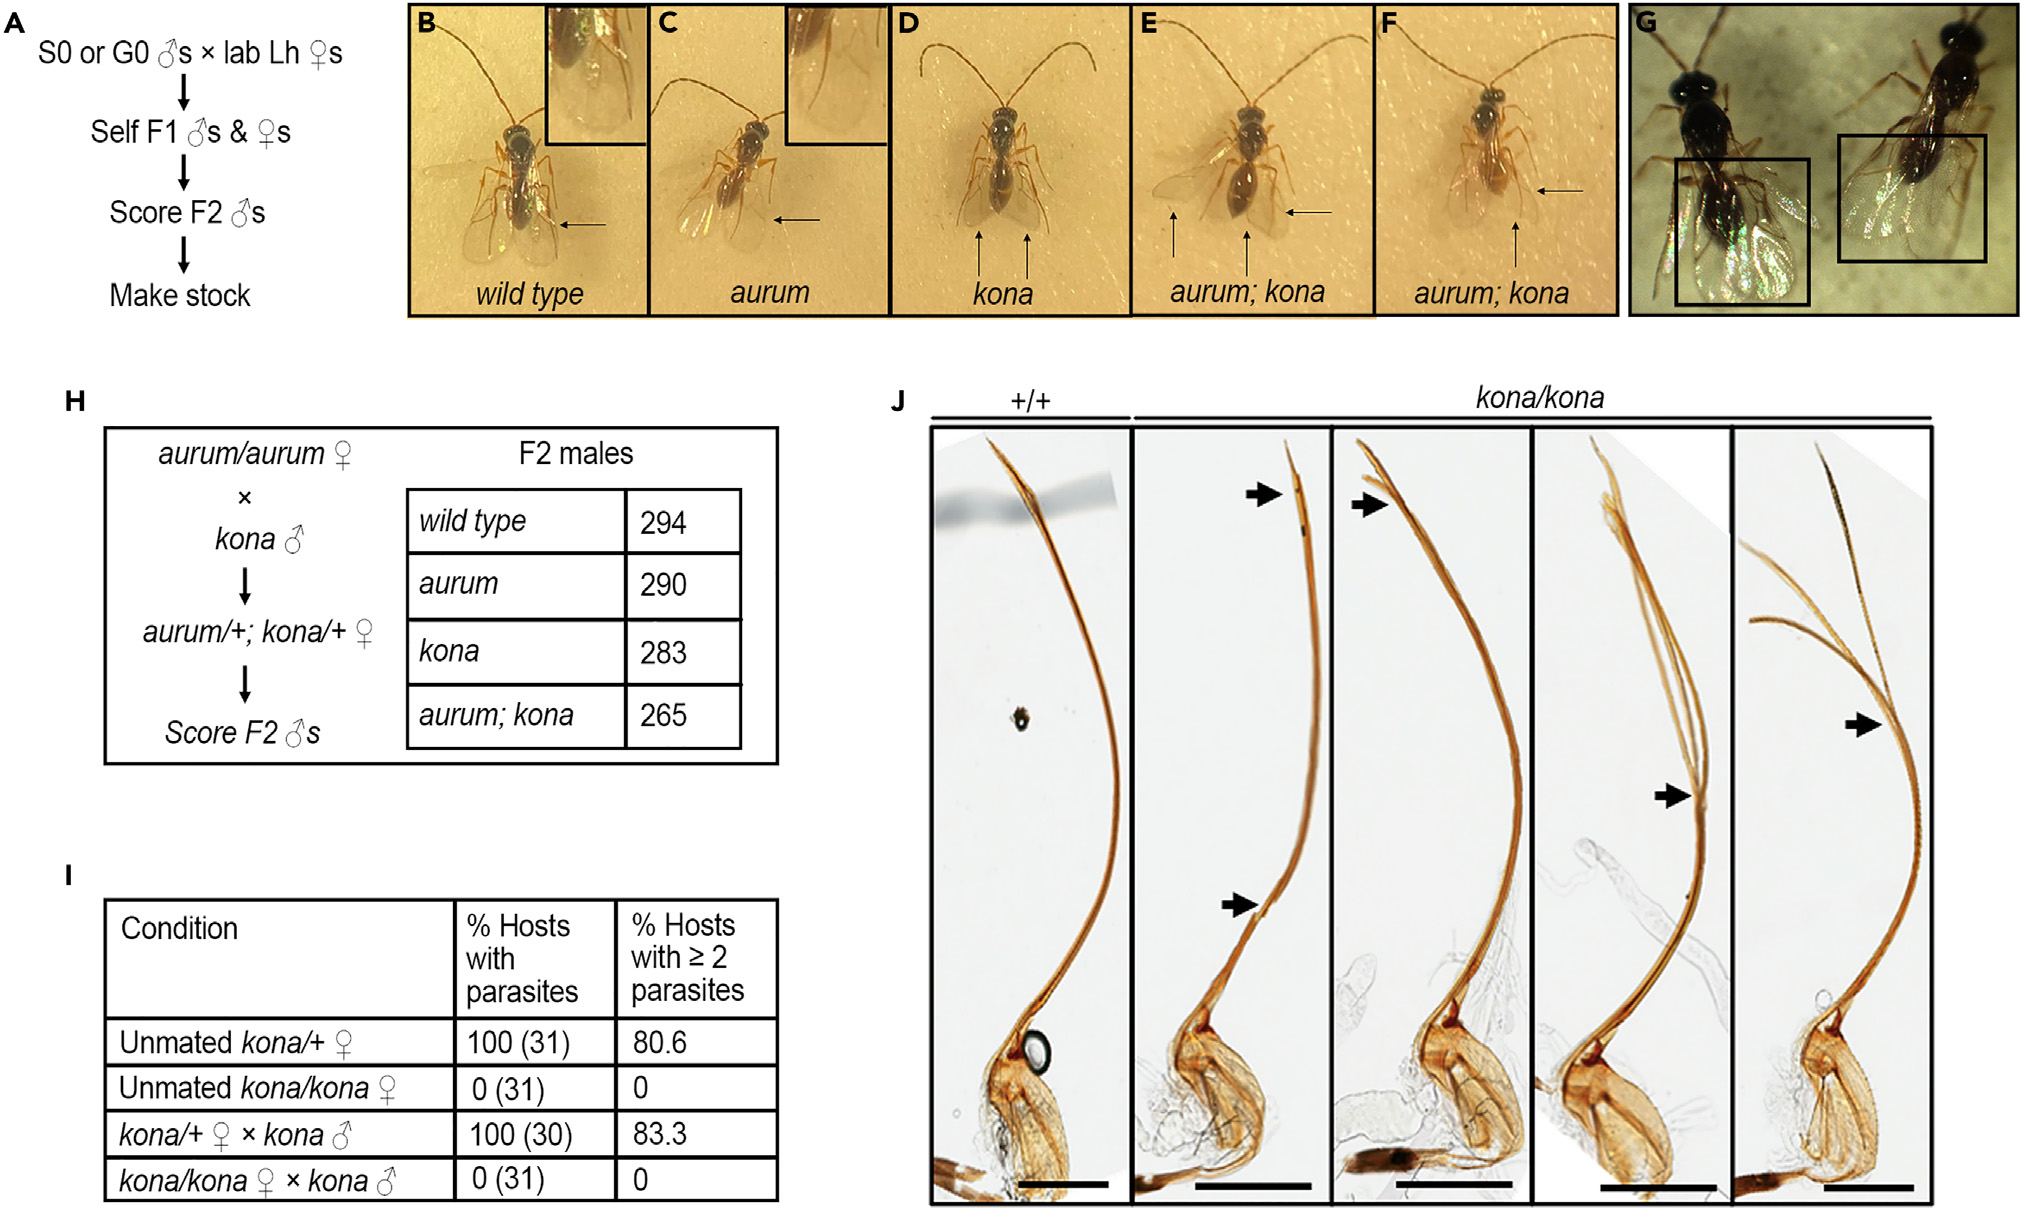 A
S0 or G0 ♂s × lab Lh ♀s
Self F1 ♂s & ♀s
Score F2 ♂s
Make stock
B
wild type
C
aurum
D
kona
E
aurum; kona
F
aurum; kona
G
H
aurum/aurum ♀
×
kona ♂
aurum/+; kona/+ ♀
Score F2 ♂s
F2 males
wild type 294
aurum 290
kona 283
aurum; kona 265
I
Condition
% Hosts
with
parasites
% Hosts
with ≥ 2
parasites
Unmated kona/+ ♀ 100 (31) 80.6
Unmated kona/kona ♀ 0 (31) 0
kona/+ ♀ × kona ♂ 100 (30) 83.3
kona/kona ♀ × kona ♂ 0 (31) 0
J
+/+
kona/kona